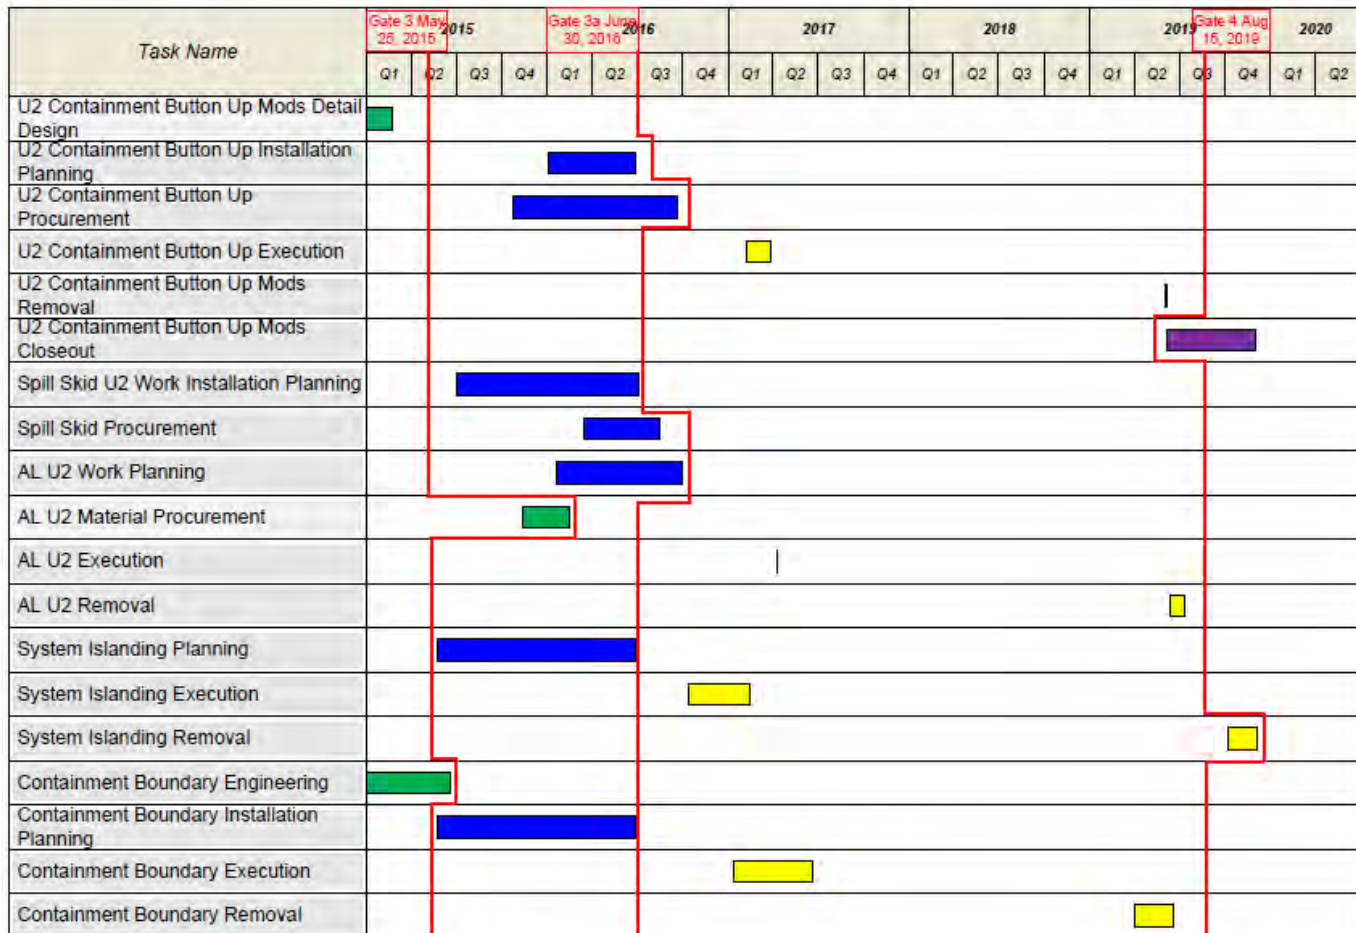 Task Name
Gate 3 May
26, 2015
2015
Gate 3a June
30, 2016
2016
2017
2018
2019
Gate 4 Aug
15, 2019
2020
Q1 Q2 Q3 Q4 Q1 Q2 Q3 Q4 Q1 Q2 Q3 Q4 Q1 Q2 Q3 Q4 Q1 Q2 Q3 Q4 Q1 Q2
U2 Containment Button Up Mods Detail
Design
U2 Containment Button Up Installation
Planning
U2 Containment Button Up
Procurement
U2 Containment Button Up Execution
U2 Containment Button Up Mods
Removal
U2 Containment Button Up Mods
Closeout
Spill Skid U2 Work Installation Planning
Spill Skid Procurement
AL U2 Work Planning
AL U2 Material Procurement
AL U2 Execution
AL U2 Removal
System Islanding Planning
System Islanding Execution
System Islanding Removal
Containment Boundary Engineering
Containment Boundary Installation
Planning
Containment Boundary Execution
Containment Boundary Removal